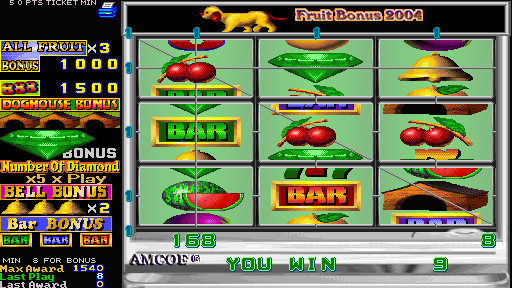 5 0 PTS TICKET MIN
Fruit Bonus 2004
ALL FRUIT x3
BONUS 1000
1500
DOGHOUSE BONUS
BONUS
Number Of Diamond
x5 x Play
BELL BONUS
x2
Bar BONUS
BAR BAR BAR
MIN 8 FOR BONUS
Max Award 1540
Last Play 8
Last Award 0
BAR
BAR
168
8
AMCOE
YOU WIN 9